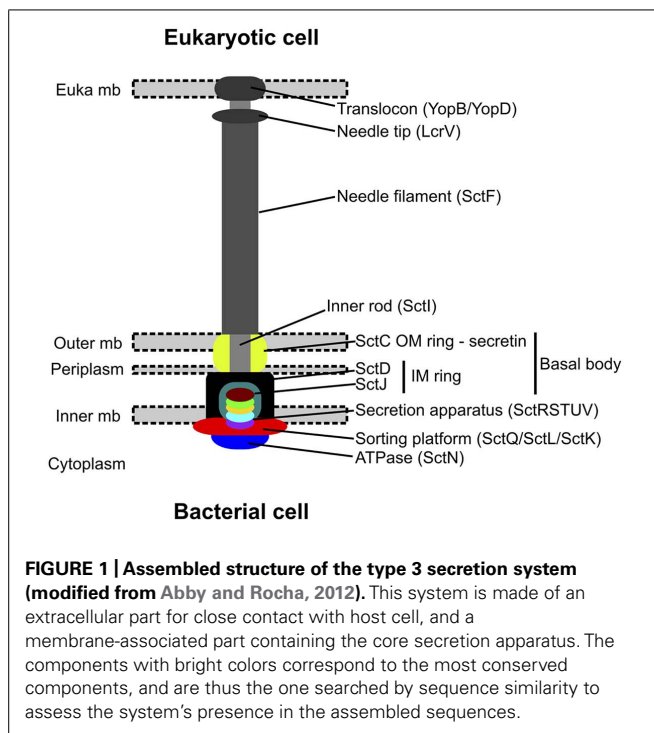 Eukaryotic cell
Euka mb
Translocon (YopB/YopD)
Needle tip (LcrV)
Needle filament (SctF)
Inner rod (SctI)
Outer mb
SctC OM ring - secretin
Periplasm
SctD
SctJ
IM ring
Basal body
Inner mb
Secretion apparatus (SctRSTUV)
Sorting platform (SctQ/SctL/SctK)
Cytoplasm
ATPase (SctN)
Bacterial cell
FIGURE 1 | Assembled structure of the type 3 secretion system
(modified from Abby and Rocha, 2012). This system is made of an
extracellular part for close contact with host cell, and a
membrane-associated part containing the core secretion apparatus. The
components with bright colors correspond to the most conserved
components, and are thus the one searched by sequence similarity to
assess the system's presence in the assembled sequences.